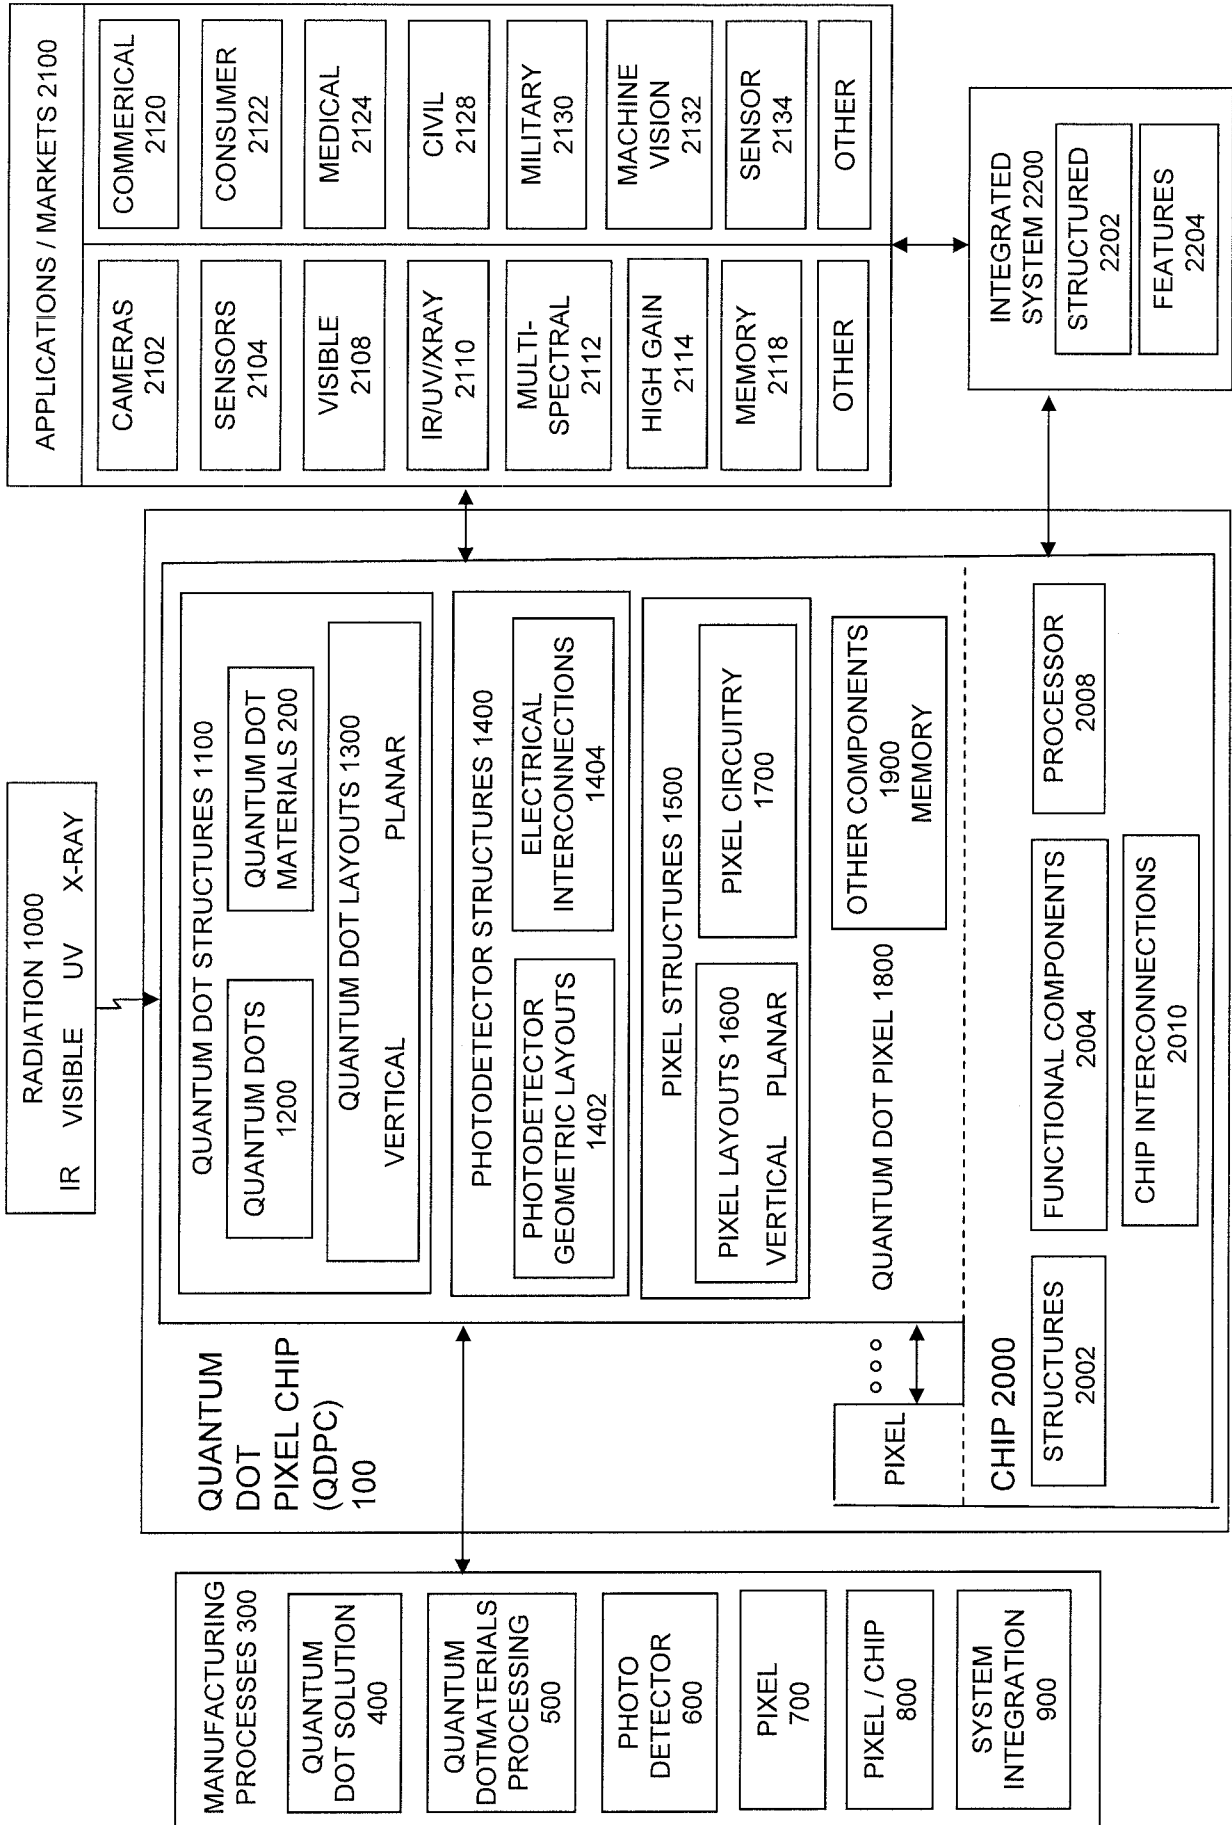 RADIATION 1000
IR VISIBLE UV X-RAY
MANUFACTURING
PROCESSES 300
QUANTUM
DOT SOLUTION
400
QUANTUM
DOTMATERIALS
PROCESSING
500
PHOTO
DETECTOR
600
PIXEL
700
PIXEL / CHIP
800
SYSTEM
INTEGRATION
900
QUANTUM
DOT
PIXEL CHIP
(QDPC)
100
QUANTUM DOT STRUCTURES 1100
QUANTUM DOTS
1200
QUANTUM DOT
MATERIALS 200
QUANTUM DOT LAYOUTS 1300
VERTICAL PLANAR
PHOTODETECTOR STRUCTURES 1400
PHOTODETECTOR
GEOMETRIC LAYOUTS
1402
ELECTRICAL
INTERCONNECTIONS
1404
PIXEL STRUCTURES 1500
PIXEL LAYOUTS 1600
VERTICAL PLANAR
PIXEL CIRCUITRY
1700
QUANTUM DOT PIXEL 1800
OTHER COMPONENTS
1900
MEMORY
PIXEL
CHIP 2000
STRUCTURES
2002
FUNCTIONAL COMPONENTS
2004
PROCESSOR
2008
CHIP INTERCONNECTIONS
2010
APPLICATIONS / MARKETS 2100
CAMERAS
2102
SENSORS
2104
VISIBLE
2108
IR/UV/XRAY
2110
MULTI-
SPECTRAL
2112
HIGH GAIN
2114
MEMORY
2118
OTHER
COMMERICAL
2120
CONSUMER
2122
MEDICAL
2124
CIVIL
2128
MILITARY
2130
MACHINE
VISION
2132
SENSOR
2134
OTHER
INTEGRATED
SYSTEM 2200
STRUCTURED
2202
FEATURES
2204